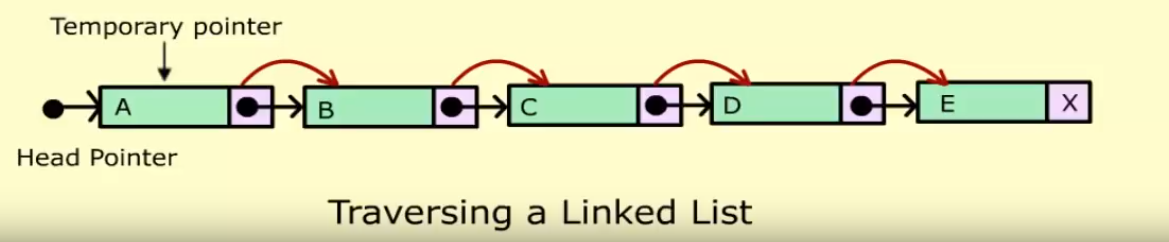 Temporary pointer
A B C D E X
Head Pointer
Traversing a Linked List